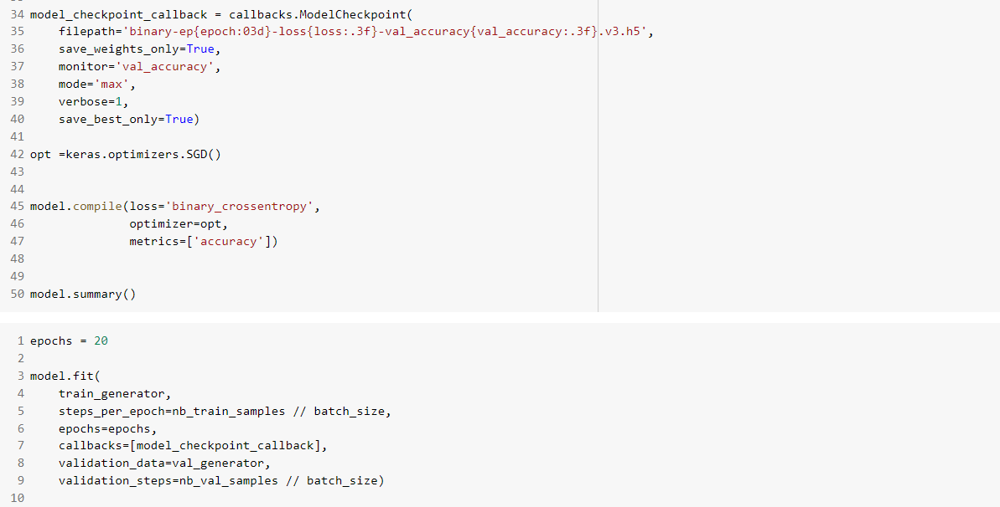 34 model_checkpoint_callback = callbacks.ModelCheckpoint(
35     filepath='binary-ep{epoch:03d}-loss{loss:.3f}-val_accuracy{val_accuracy:.3f}.v3.h5',
36     save_weights_only=True,
37     monitor='val_accuracy',
38     mode='max',
39     verbose=1,
40     save_best_only=True)
41
42 opt =keras.optimizers.SGD()
43
44
45 model.compile(loss='binary_crossentropy',
46               optimizer=opt,
47               metrics=['accuracy'])
48
49
50 model.summary()
1 epochs = 20
2
3 model.fit(
4     train_generator,
5     steps_per_epoch=nb_train_samples // batch_size,
6     epochs=epochs,
7     callbacks=[model_checkpoint_callback],
8     validation_data=val_generator,
9     validation_steps=nb_val_samples // batch_size)
10